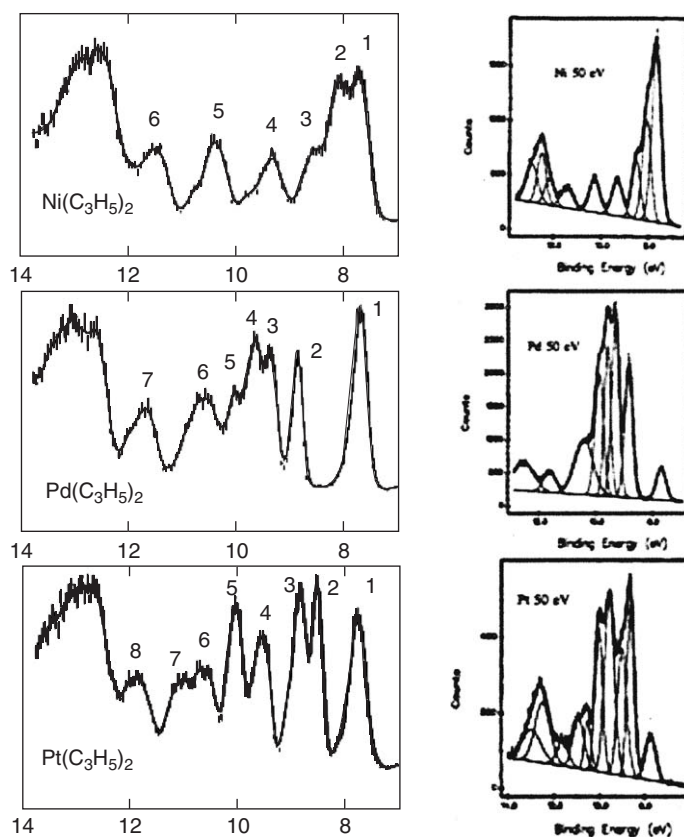 1
2
3
4
5
6
Ni(C3H5)2
14 12 10 8
1
2
3
4
5
6
7
Pd(C3H5)2
14 12 10 8
1
2
3
4
5
6
7
8
Pt(C3H5)2
14 12 10 8
Ni 50 eV
Counts
Binding Energy (eV)
Pd 50 eV
Counts
Binding Energy (eV)
Pt 50 eV
Counts
Binding Energy (eV)